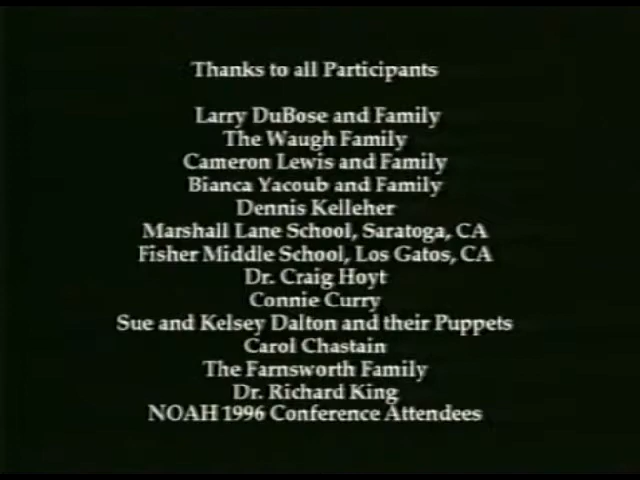 Thanks to all Participants
Larry DuBose and Family
The Waugh Family
Cameron Lewis and Family
Bianca Yacoub and Family
Dennis Kelleher
Marshall Lane School, Saratoga, CA
Fisher Middle School, Los Gatos, CA
Dr. Craig Hoyt
Connie Curry
Sue and Kelsey Dalton and their Puppets
Carol Chastain
The Farnsworth Family
Dr. Richard King
NOAH 1996 Conference Attendees